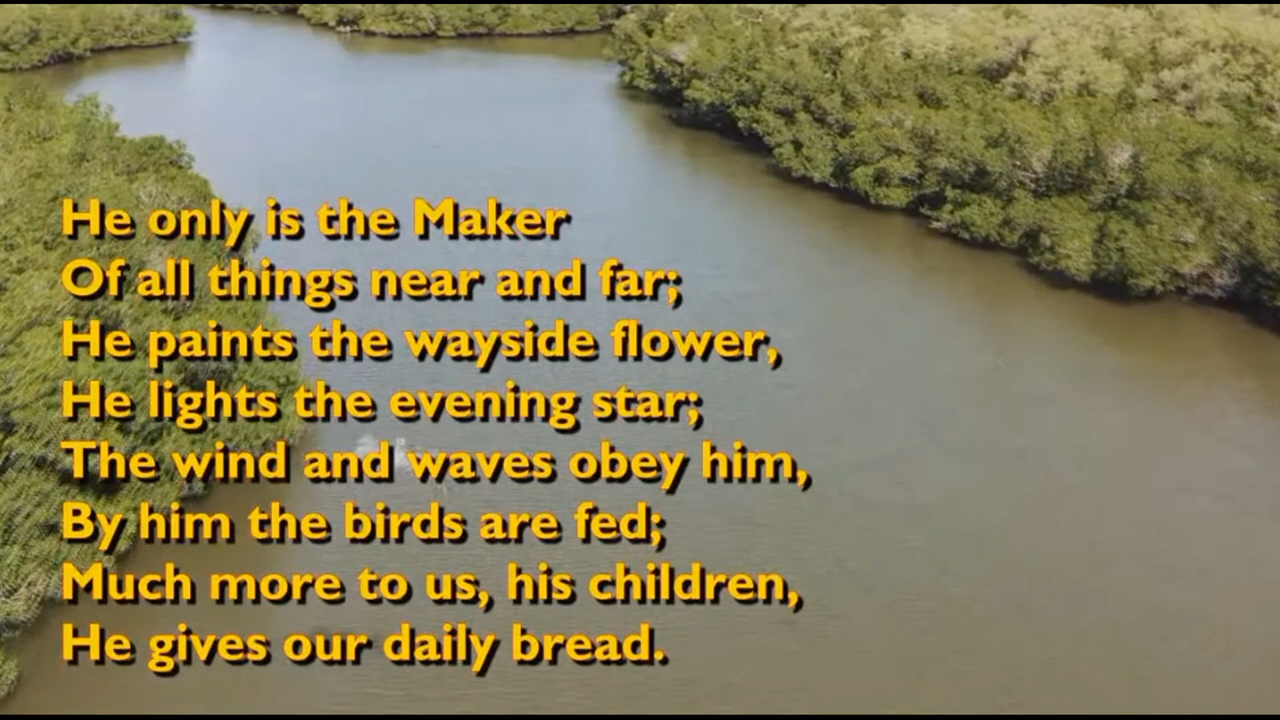 He only is the Maker
Of all things near and far;
He paints the wayside flower,
He lights the evening star;
The wind and waves obey him,
By him the birds are fed;
Much more to us, his children,
He gives our daily bread.